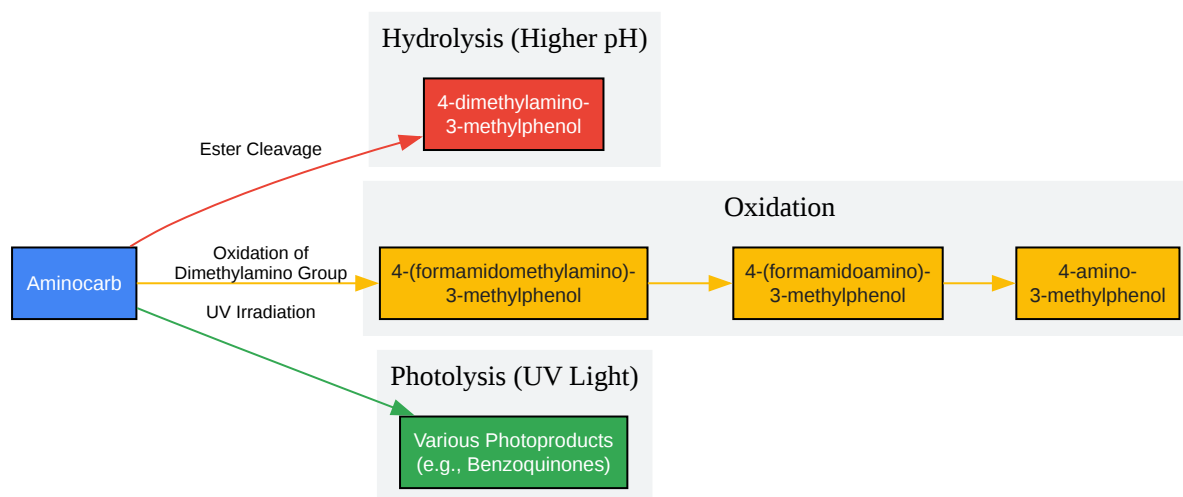 Hydrolysis (Higher pH)
4-dimethylamino-
3-methylphenol
Ester Cleavage
Oxidation
Aminocarb
Oxidation of
Dimethylamino Group
4-(formamidomethylamino)-
3-methylphenol
4-(formamidoamino)-
3-methylphenol
4-amino-
3-methylphenol
UV Irradiation
Photolysis (UV Light)
Various Photoproducts
(e.g., Benzoquinones)